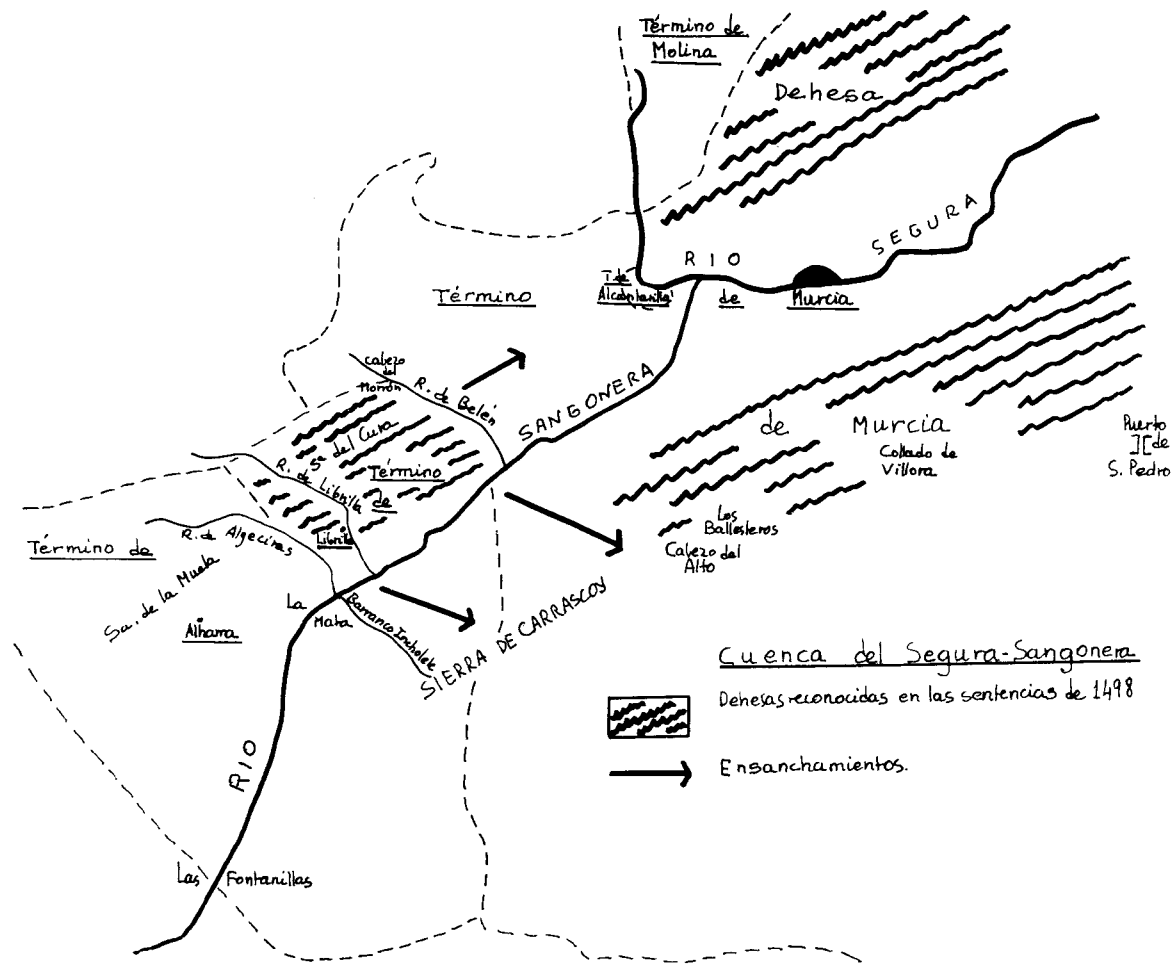 Término de
Molina
Dehesa
SEGURA
RIO
T. de
Alcantarilla
de
Murcia
Término
Cabezo
del
Morrón
R. de Belén
SANGONERA
Sª del Cura
R. de Librilla
Término
de
Librilla
de Murcia
Collado de
Villora
Puerto
][ de
S. Pedro
Los
Ballesteros
Cabezo del
Alto
R. de Algeciras
Término de
Sa. de la Muela
Alhama
La
Mata
Barranco Incholete
SIERRA DE CARRASCOY
RIO
Las Fontanillas
Cuenca del Segura-Sangonera
Dehesas reconocidas en las sentencias de 1498
Ensanchamientos.